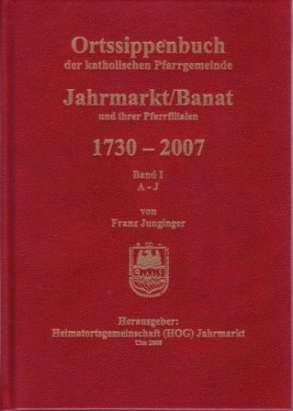 Ortssippenbuch
der katholischen Pfarrgemeinde
Jahrmarkt/Banat
und ihrer Pfarrfilialen
1730 – 2007
Band I
A - J
von
Franz Junginger
Herausgeber:
Heimatortsgemeinschaft (HOG) Jahrmarkt
Ulm 2008